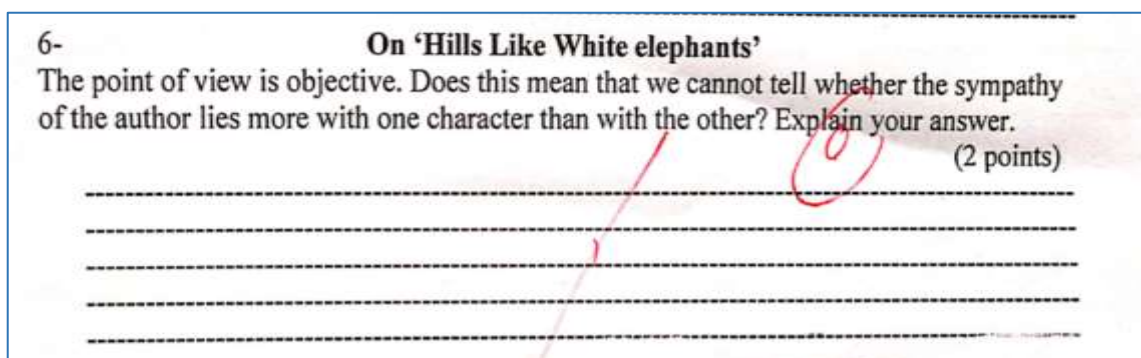 6-
On ‘Hills Like White elephants’
The point of view is objective. Does this mean that we cannot tell whether the sympathy
of the author lies more with one character than with the other? Explain your answer.
(2 points)
0